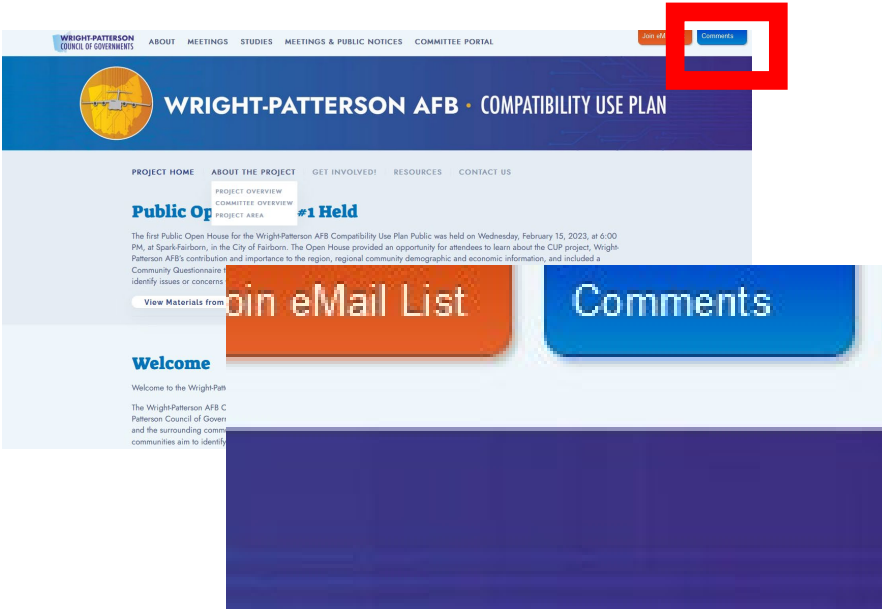 WRIGHT-PATTERSON
COUNCIL OF GOVERNMENTS
ABOUT MEETINGS STUDIES MEETINGS & PUBLIC NOTICES COMMITTEE PORTAL
Join eM
Comments
WRIGHT-PATTERSON AFB • COMPATIBILITY USE PLAN
PROJECT HOME ABOUT THE PROJECT GET INVOLVED! RESOURCES CONTACT US
PROJECT OVERVIEW
COMMITTEE OVERVIEW
PROJECT AREA
Public Op #1 Held
The first Public Open House for the Wright-Patterson AFB Compatibility Use Plan Public was held on Wednesday, February 15, 2023, at 6:00
PM, at Spark-Fairborn, in the City of Fairborn. The Open House provided an opportunity for attendees to learn about the CUP project, Wright-
Patterson AFB's contribution and importance to the region, regional community demographic and economic information, and included a
Community Questionnaire t
identify issues or concerns
View Materials from
oin eMail List
Comments
Welcome
Welcome to the Wright-Patt
The Wright-Patterson AFB C
Patterson Council of Govern
and the surrounding comm
communities aim to identify